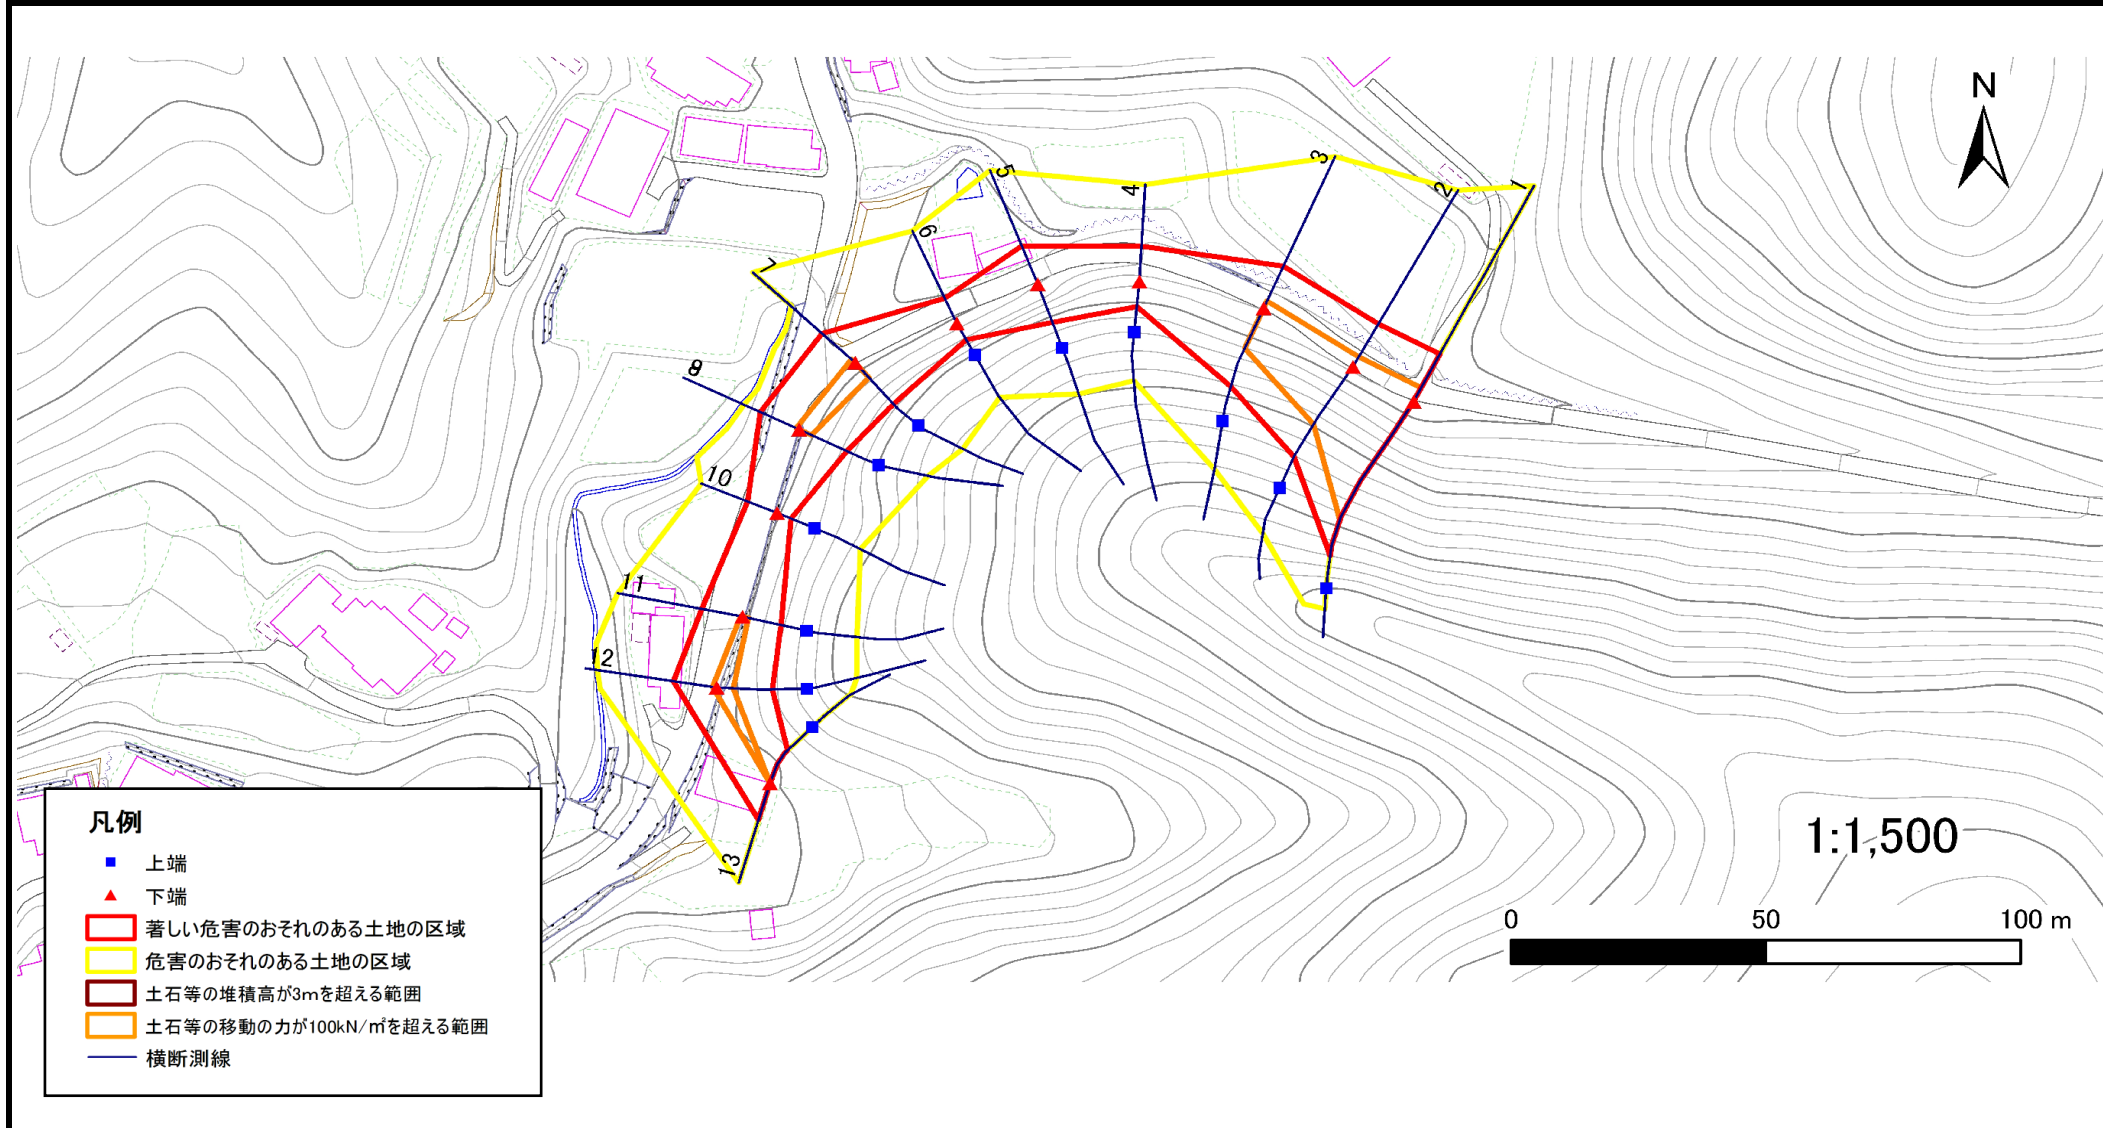 N
3
5
4
2
1
6
7
8
9
10
11
12
13
1:1,500
0 50 100 m
凡例
上端
下端
著しい危害のおそれのある土地の区域
危害のおそれのある土地の区域
土石等の堆積高が3mを超える範囲
土石等の移動の力が100kN/㎡を超える範囲
横断測線